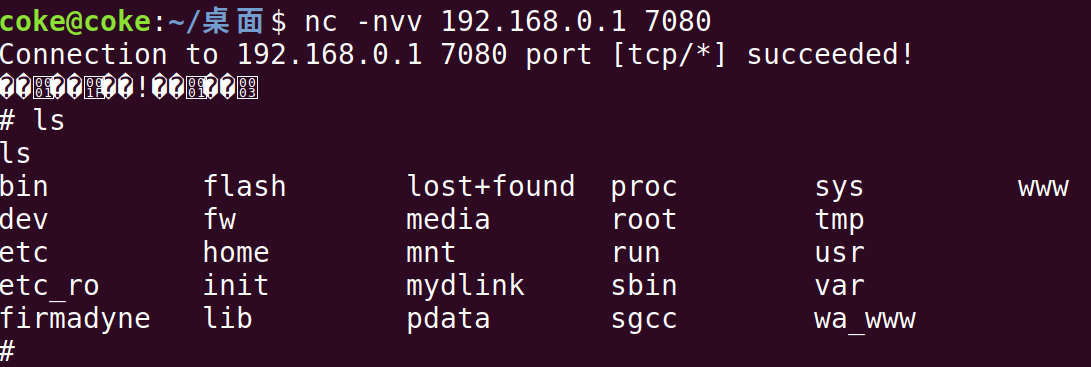 coke@coke:~/桌面$ nc -nvv 192.168.0.1 7080
Connection to 192.168.0.1 7080 port [tcp/*] succeeded!
��␁��␟��!��␁��␃
# ls
ls
bin flash lost+found proc sys www
dev fw media root tmp
etc home mnt run usr
etc_ro init mydlink sbin var
firmadyne lib pdata sgcc wa_www
#